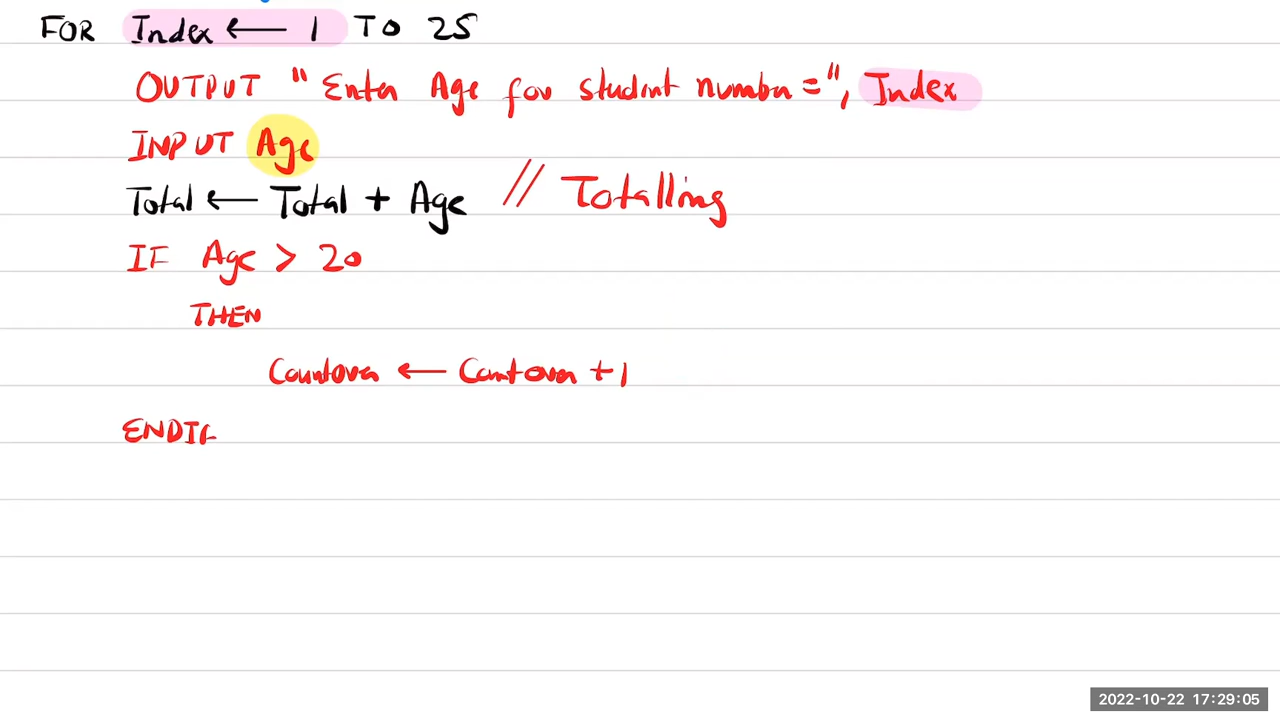 FOR Index ← 1 TO 25
OUTPUT "Enter Age for student number =", Index
INPUT Age
Total ← Total + Age // Totalling
IF Age > 20
THEN
Countover ← Countover + 1
ENDIF
2022-10-22 17:29:05